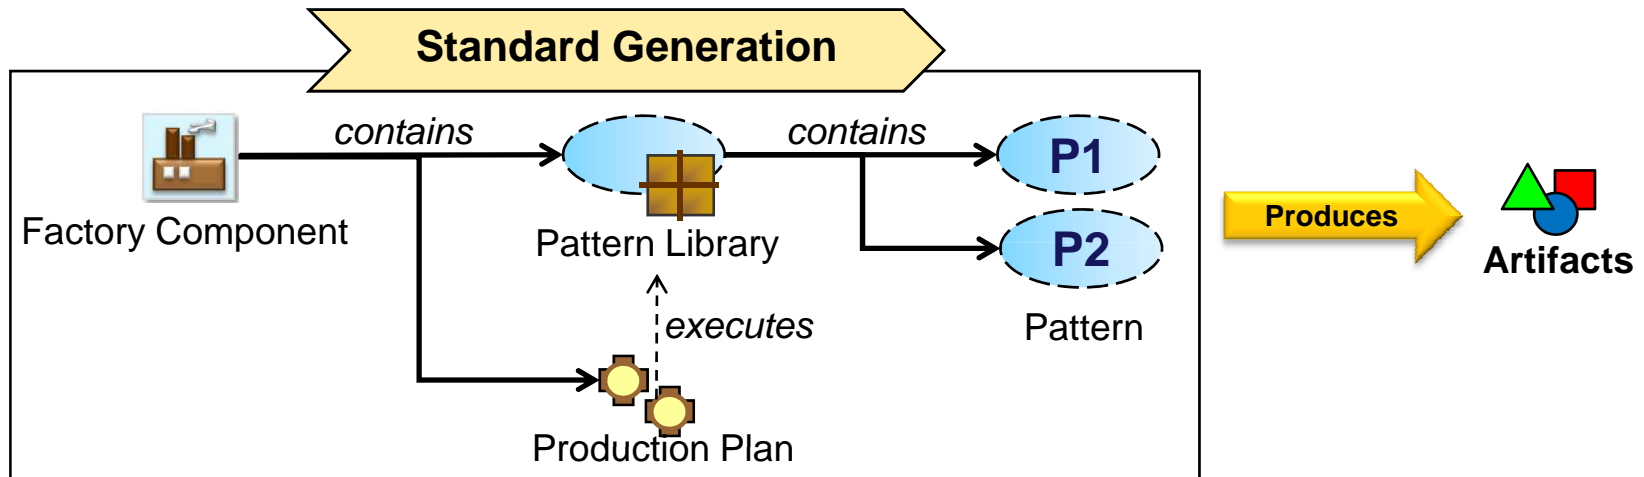 Standard Generation
contains
contains
P1
Factory Component
Pattern Library
P2
Produces
Artifacts
executes
Pattern
Production Plan